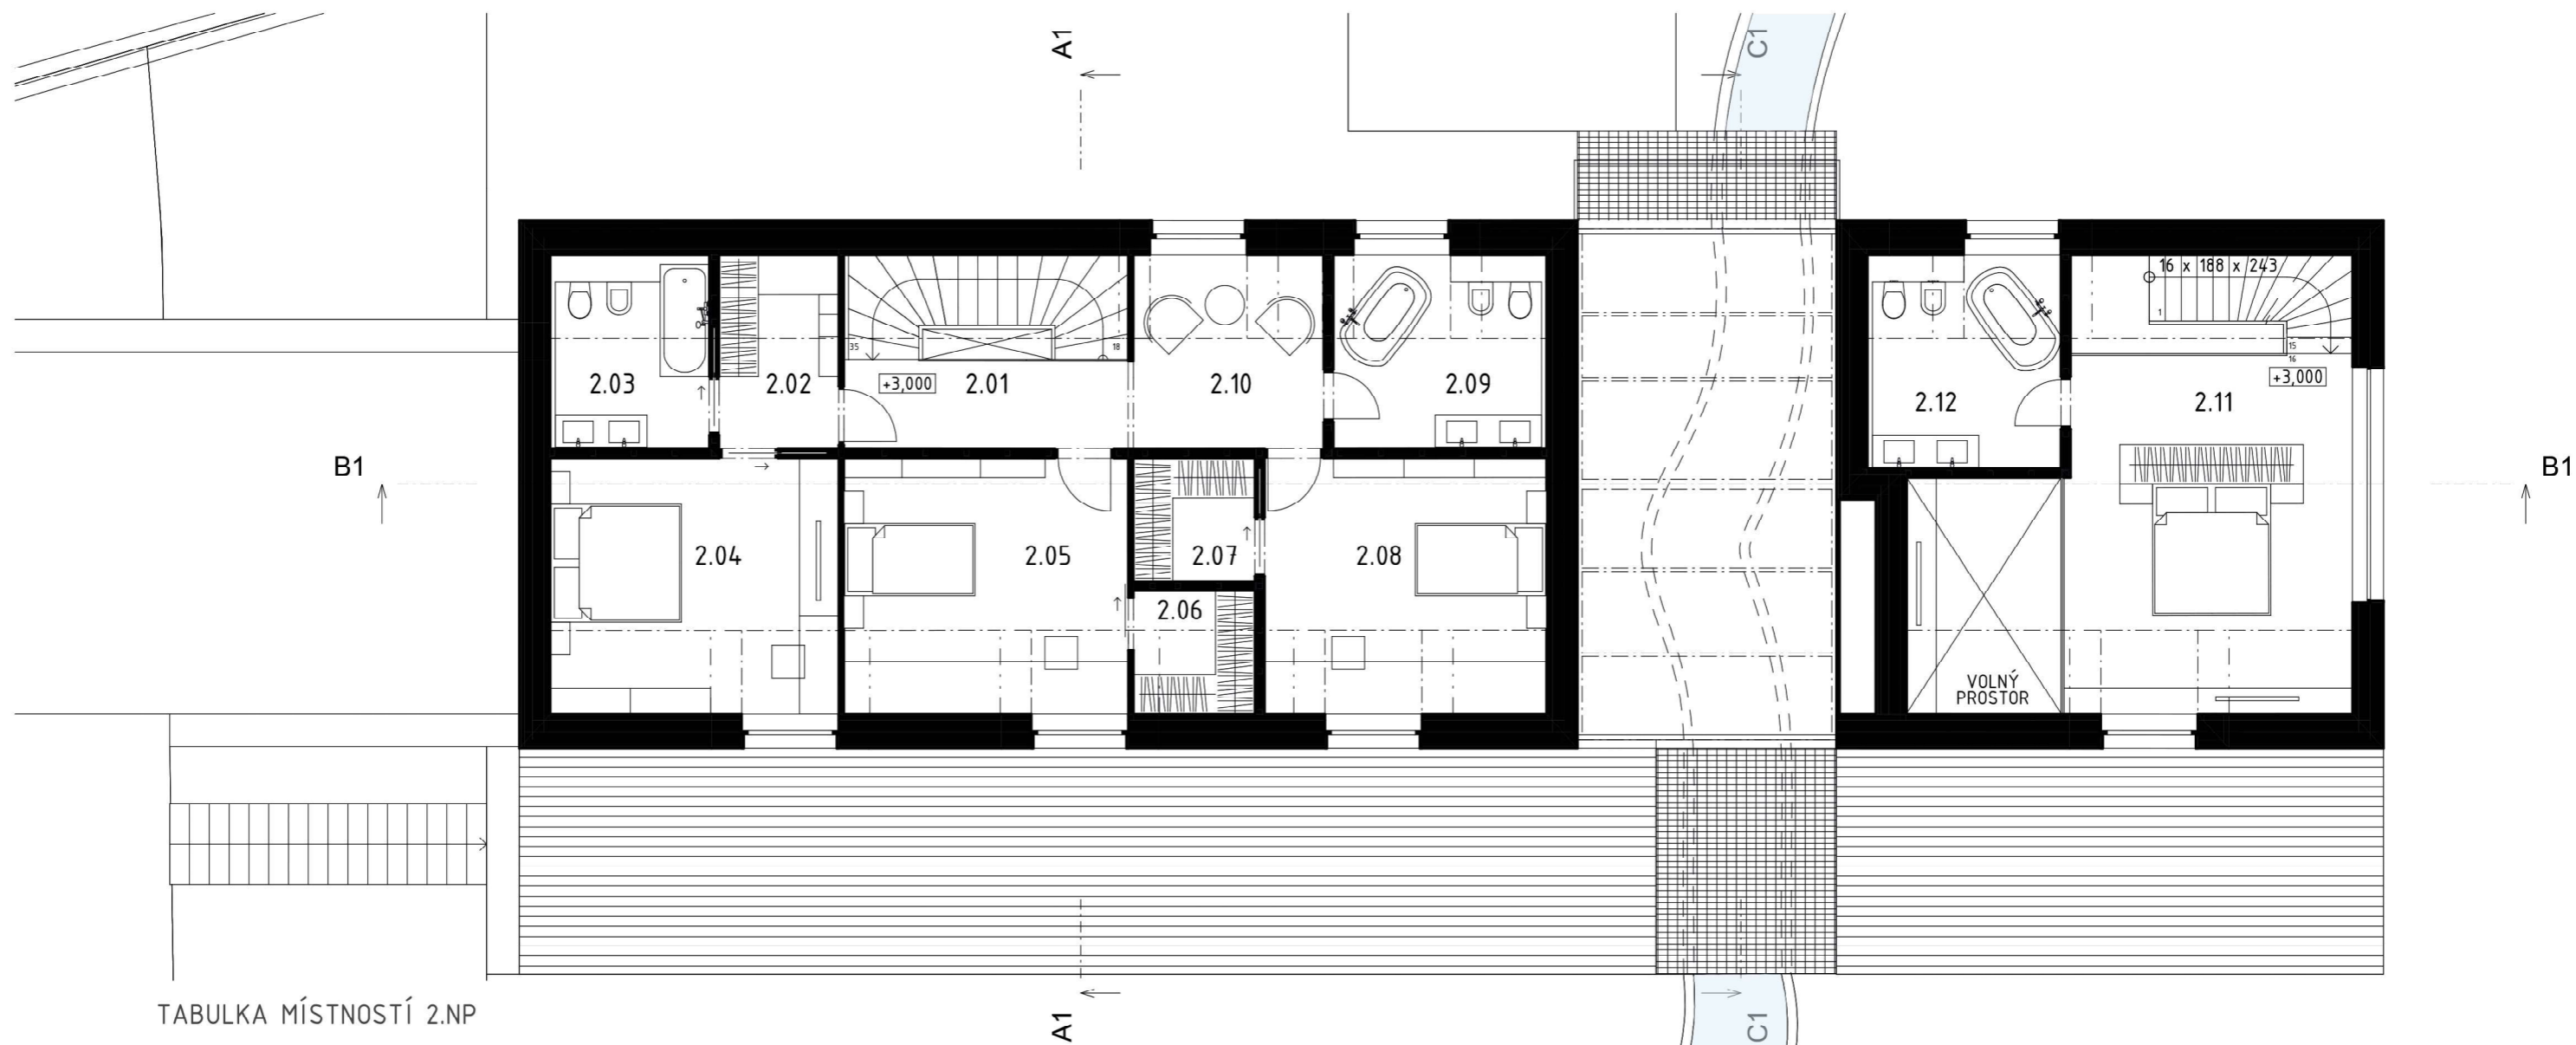 A1
C1
16 x 188 x 243
1
35
18
15
16
2.03
2.02
+3,000
2.01
2.10
2.09
+3,000
2.12
2.11
B1
B1
2.04
2.05
2.07
2.08
2.06
VOLNÝ
PROSTOR
TABULKA MÍSTNOSTÍ 2.NP
A1
C1